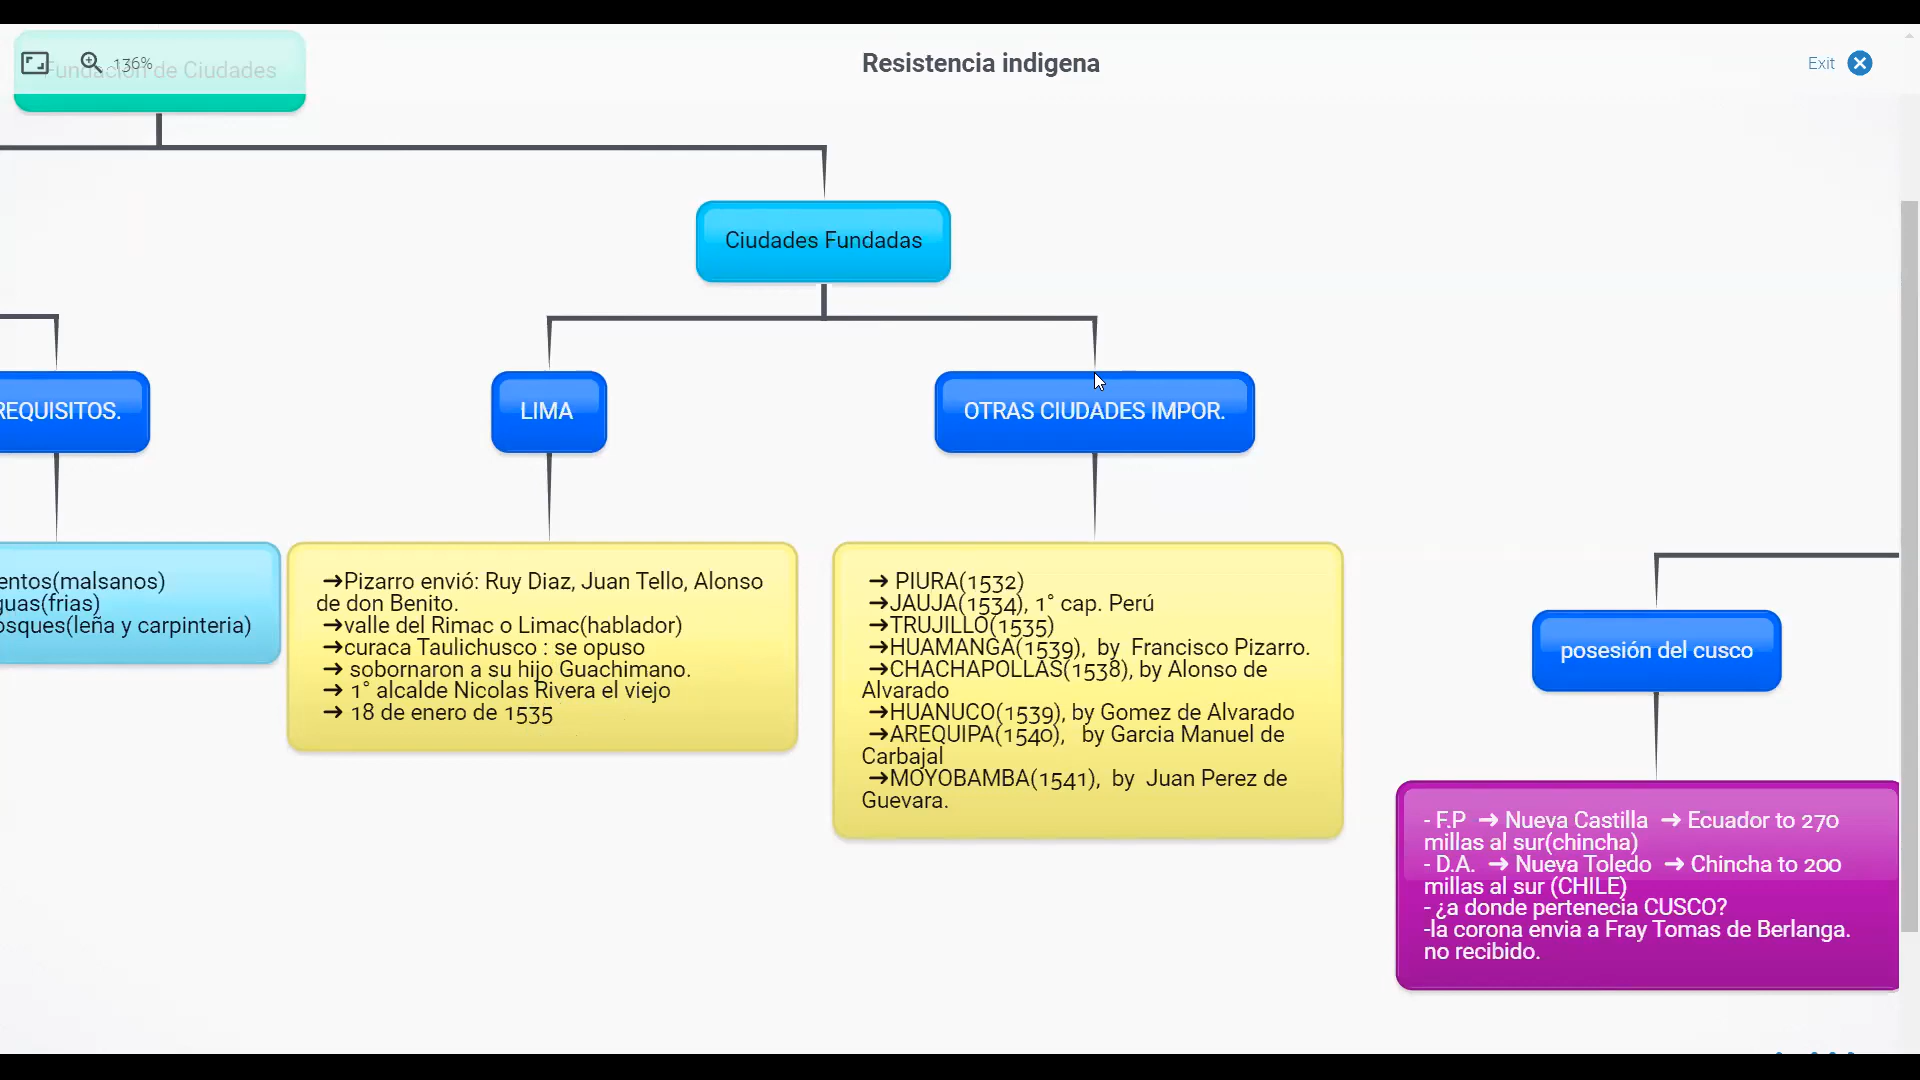 Fundación de Ciudades
136%
Resistencia indigena
Exit
Ciudades Fundadas
REQUISITOS.
LIMA
OTRAS CIUDADES IMPOR.
entos(malsanos)
guas(frias)
osques(leña y carpinteria)
➔Pizarro envió: Ruy Diaz, Juan Tello, Alonso
de don Benito.
➔valle del Rimac o Limac(hablador)
➔curaca Taulichusco : se opuso
➔ sobornaron a su hijo Guachimano.
➔ 1° alcalde Nicolas Rivera el viejo
➔ 18 de enero de 1535
➔ PIURA(1532)
➔JAUJA(1534), 1° cap. Perú
➔TRUJILLO(1535)
➔HUAMANGA(1539), by Francisco Pizarro.
➔CHACHAPOLLAS(1538), by Alonso de
Alvarado
➔HUANUCO(1539), by Gomez de Alvarado
➔AREQUIPA(1540), by Garcia Manuel de
Carbajal
➔MOYOBAMBA(1541), by Juan Perez de
Guevara.
posesión del cusco
- F.P ➔ Nueva Castilla ➔ Ecuador to 270
millas al sur(chincha)
- D.A. ➔ Nueva Toledo ➔ Chincha to 200
millas al sur (CHILE)
- ¿a donde pertenecia CUSCO?
-la corona envia a Fray Tomas de Berlanga.
no recibido.